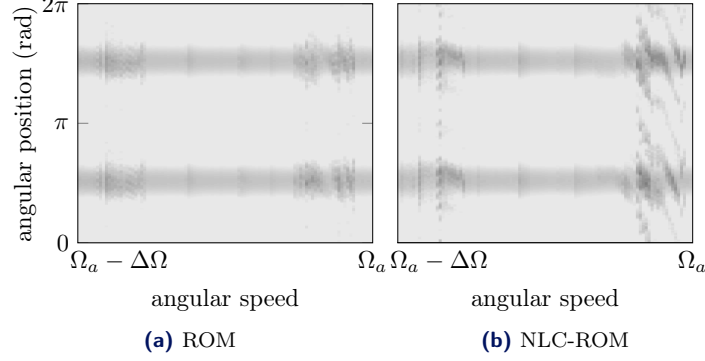 2π
π
0
angular position (rad)
Ω_a − ΔΩ
Ω_a
Ω_a − ΔΩ
Ω_a
angular speed
angular speed
(a) ROM
(b) NLC-ROM